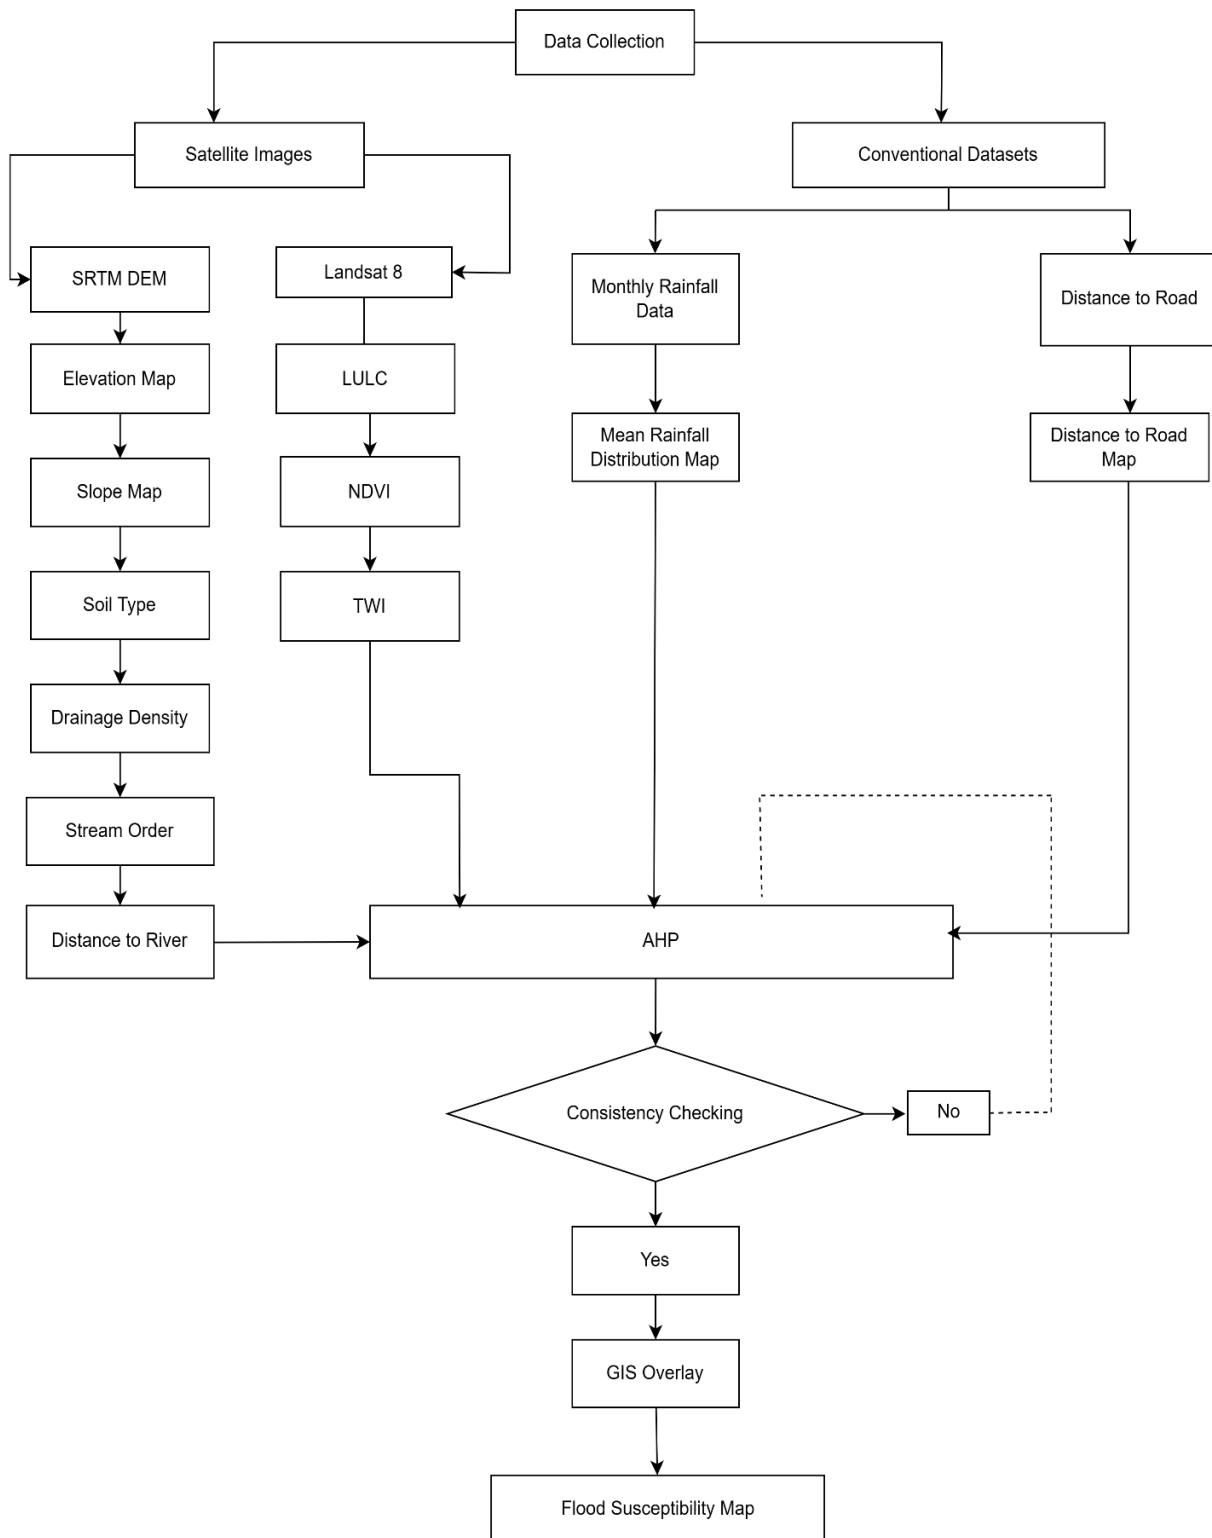 Data Collection
Satellite Images
Conventional Datasets
SRTM DEM
Landsat 8
Monthly Rainfall
Data
Distance to Road
Elevation Map
LULC
Mean Rainfall
Distribution Map
Distance to Road
Map
Slope Map
NDVI
Soil Type
TWI
Drainage Density
Stream Order
Distance to River
AHP
Consistency Checking
No
Yes
GIS Overlay
Flood Susceptibility Map